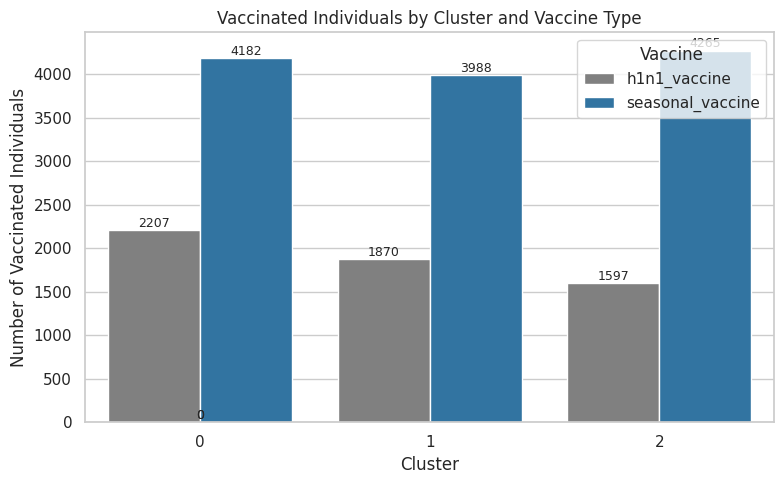 Vaccinated Individuals by Cluster and Vaccine Type
Number of Vaccinated Individuals
4000
3500
3000
2500
2000
1500
1000
500
0
4182
3988
4265
2207
1870
1597
0
Vaccine
h1n1_vaccine
seasonal_vaccine
0 1 2
Cluster